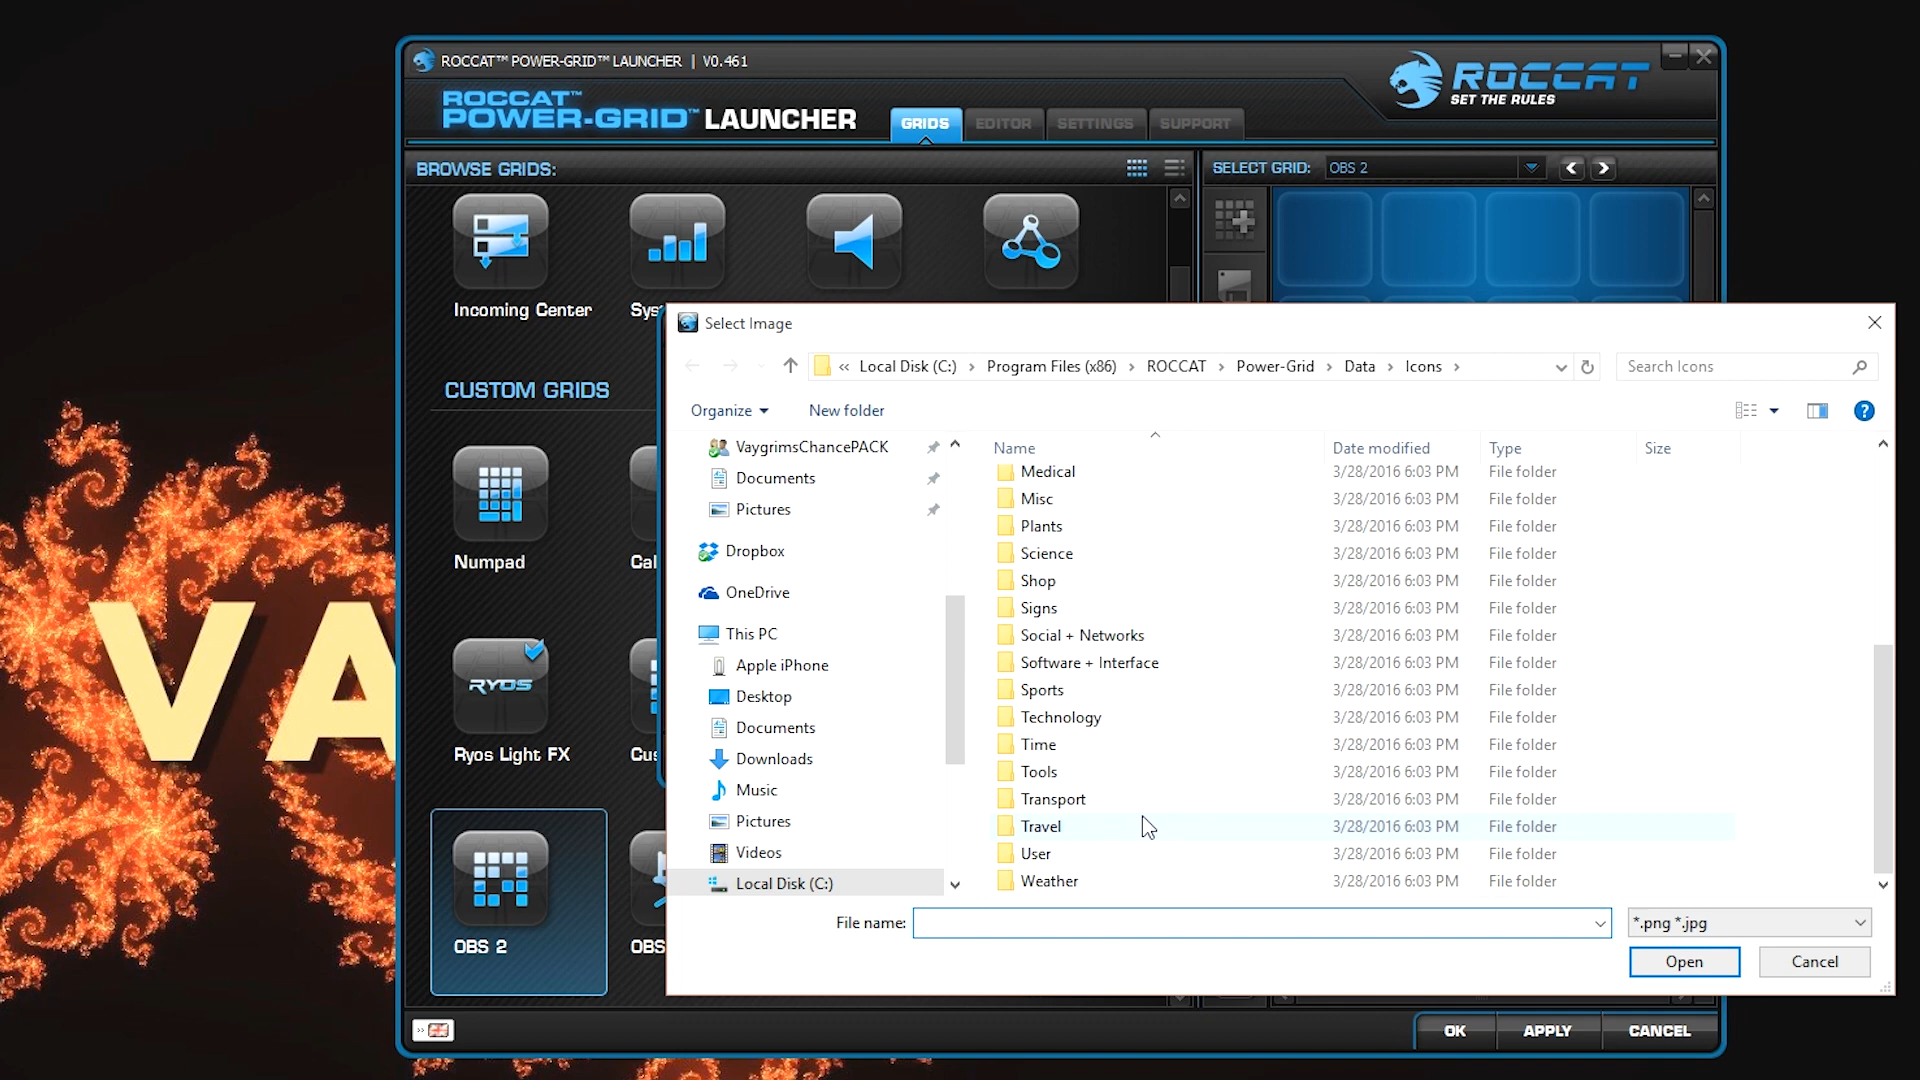 ROCCAT™ POWER-GRID™ LAUNCHER | V0.461
ROCCAT™
POWER-GRID™ LAUNCHER
GRIDS
EDITOR
SETTINGS
SUPPORT
ROCCAT
SET THE RULES
BROWSE GRIDS:
SELECT GRID:
OBS 2
Incoming Center
Sys
CUSTOM GRIDS
Numpad
Cal
RYOS
Ryos Light FX
Cus
OBS 2
OBS
VA
Select Image
« Local Disk (C:) › Program Files (x86) › ROCCAT › Power-Grid › Data › Icons ›
Search Icons
Organize
New folder
VaygrimsChancePACK
Documents
Pictures
Dropbox
OneDrive
This PC
Apple iPhone
Desktop
Documents
Downloads
Music
Pictures
Videos
Local Disk (C:)
Name Date modified Type Size
Medical 3/28/2016 6:03 PM File folder
Misc 3/28/2016 6:03 PM File folder
Plants 3/28/2016 6:03 PM File folder
Science 3/28/2016 6:03 PM File folder
Shop 3/28/2016 6:03 PM File folder
Signs 3/28/2016 6:03 PM File folder
Social + Networks 3/28/2016 6:03 PM File folder
Software + Interface 3/28/2016 6:03 PM File folder
Sports 3/28/2016 6:03 PM File folder
Technology 3/28/2016 6:03 PM File folder
Time 3/28/2016 6:03 PM File folder
Tools 3/28/2016 6:03 PM File folder
Transport 3/28/2016 6:03 PM File folder
Travel 3/28/2016 6:03 PM File folder
User 3/28/2016 6:03 PM File folder
Weather 3/28/2016 6:03 PM File folder
File name:
*.png *.jpg
Open
Cancel
OK
APPLY
CANCEL